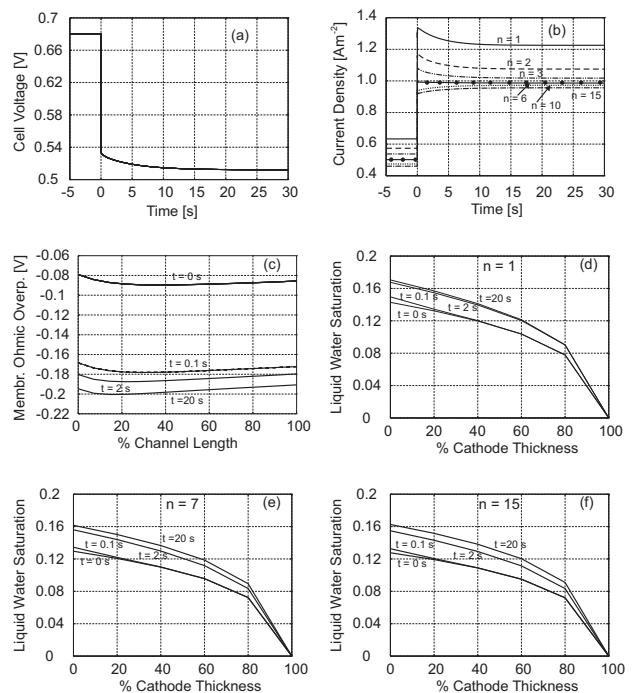 0.7
0.66
0.62
0.58
0.54
0.5
-5 0 5 10 15 20 25 30
Time [s]
Cell Voltage [V]
(a)
1.4
1.2
1.0
0.8
0.6
0.4
-5 0 5 10 15 20 25 30
Time [s]
Current Density [Am-2]
(b)
n = 1
n = 2
n = 3
n = 6
n = 10
n = 15
-0.06
-0.08
-0.1
-0.12
-0.14
-0.16
-0.18
-0.2
-0.22
0 20 40 60 80 100
% Channel Length
Membr. Ohmic Overp. [V]
(c)
t = 0 s
t = 0.1 s
t = 2 s
t =20 s
0.2
0.16
0.12
0.08
0.04
0
0 20 40 60 80 100
% Cathode Thickness
Liquid Water Saturation
n = 1
(d)
t = 0.1 s
t =20 s
t = 2 s
t = 0 s
0.2
0.16
0.12
0.08
0.04
0
0 20 40 60 80 100
% Cathode Thickness
Liquid Water Saturation
n = 7
(e)
t =20 s
t = 0.1 s
t = 2 s
t = 0 s
0.2
0.16
0.12
0.08
0.04
0
0 20 40 60 80 100
% Cathode Thickness
Liquid Water Saturation
n = 15
(f)
t =20 s
t = 0.1 s
t = 2 s
t = 0 s